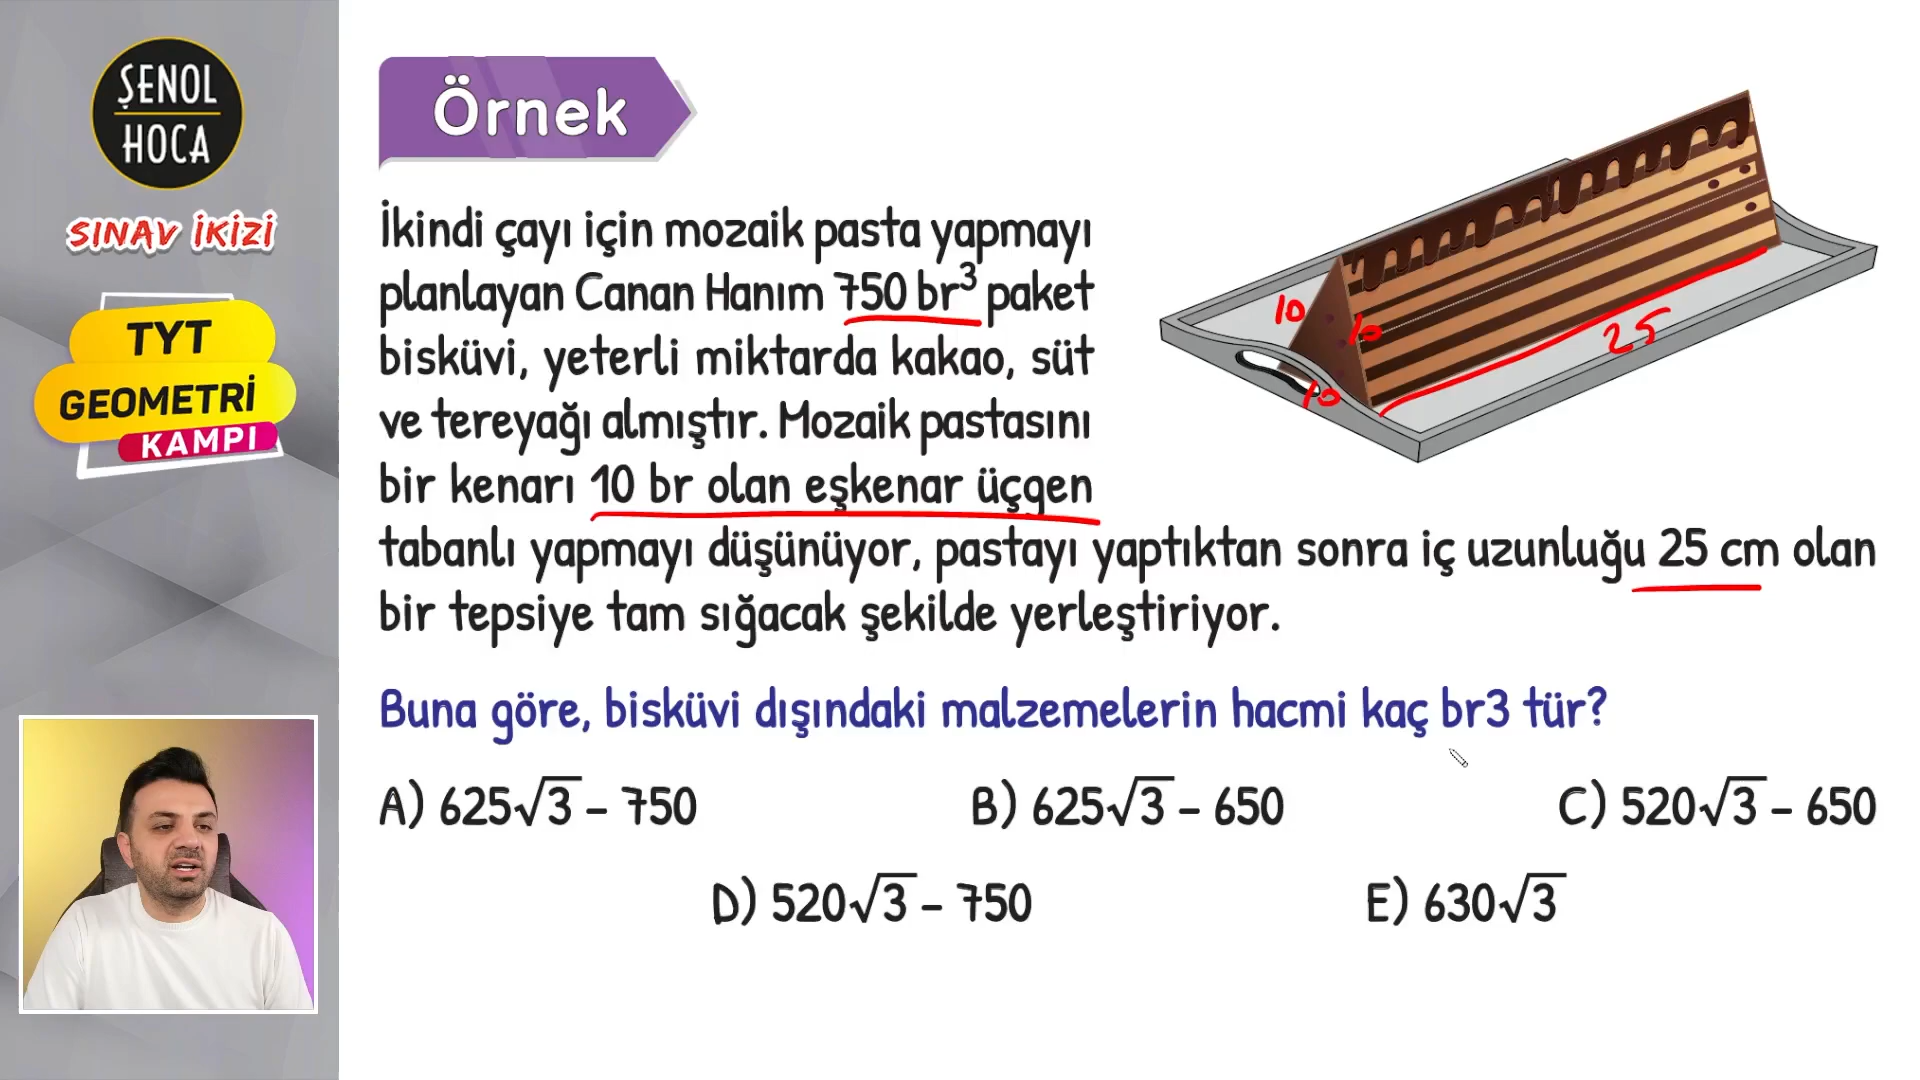 ŞENOL
HOCA
SINAV İKİZİ
TYT
GEOMETRİ
KAMPI
Örnek
İkindi çayı için mozaik pasta yapmayı
planlayan Canan Hanım 750 br³ paket
bisküvi, yeterli miktarda kakao, süt
ve tereyağı almıştır. Mozaik pastasını
bir kenarı 10 br olan eşkenar üçgen
tabanlı yapmayı düşünüyor, pastayı yaptıktan sonra iç uzunluğu 25 cm olan
bir tepsiye tam sığacak şekilde yerleştiriyor.
10
10
10
25
Buna göre, bisküvi dışındaki malzemelerin hacmi kaç br3 tür?
A) 625√3 – 750
B) 625√3 – 650
C) 520√3 – 650
D) 520√3 – 750
E) 630√3